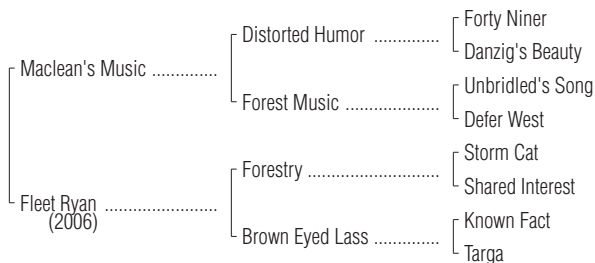 Forty Niner
Distorted Humor ..............
Danzig's Beauty
Maclean's Music ..............
Unbridled's Song
Forest Music ....................
Defer West
Storm Cat
Forestry ............................
Shared Interest
Fleet Ryan ........................
(2006)
Known Fact
Brown Eyed Lass ..............
Targa